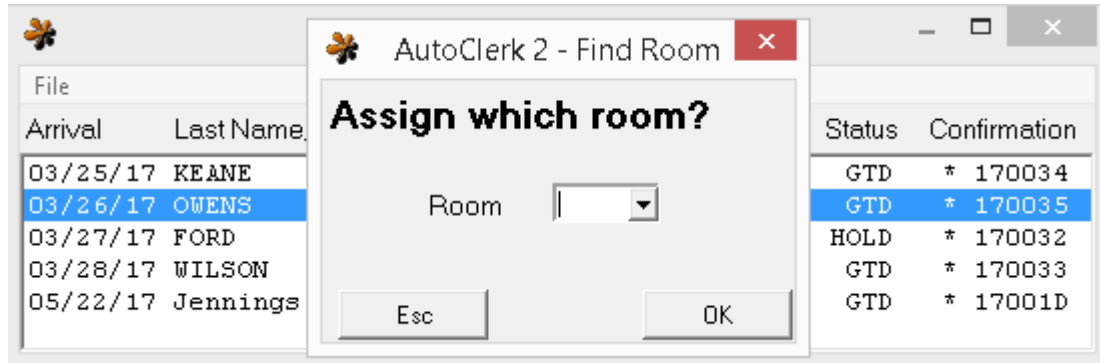 AutoClerk 2 - Find Room
File
Assign which room?
Arrival Last Name, Status Confirmation
03/25/17 KEANE GTD * 170034
03/26/17 OWENS GTD * 170035
Room
03/27/17 FORD HOLD * 170032
03/28/17 WILSON GTD * 170033
05/22/17 Jennings GTD * 17001D
Esc OK